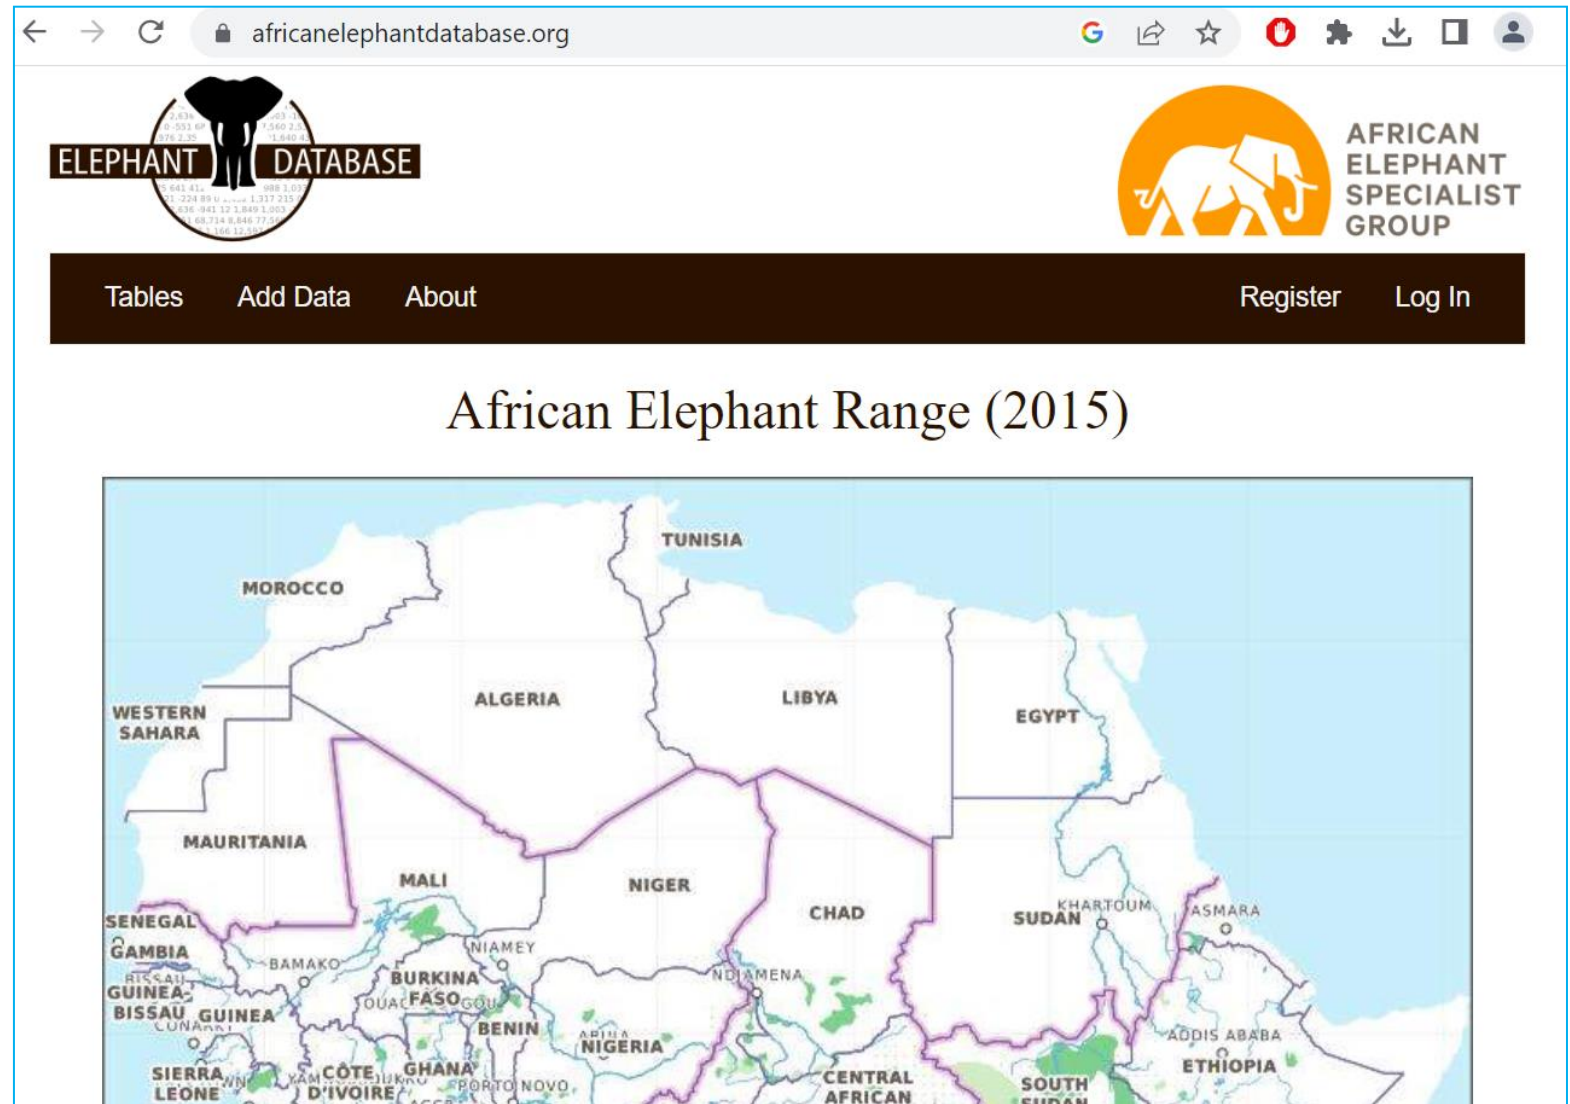 africanelephantdatabase.org
ELEPHANT DATABASE
AFRICAN
ELEPHANT
SPECIALIST
GROUP
Tables Add Data About Register Log In
African Elephant Range (2015)
TUNISIA
MOROCCO
ALGERIA
LIBYA
WESTERN
SAHARA
EGYPT
MAURITANIA
MALI
NIGER
CHAD
SUDAN
KHARTOUM
ASMARA
SENEGAL
GAMBIA
BAMAKO
NIAMEY
NDJAMENA
BISSAU
GUINEA-
BISSAU
GUINEA
BURKINA
FASO
BENIN
NIGERIA
ADDIS ABABA
ETHIOPIA
SIERRA
LEONE
CÔTE
D'IVOIRE
GHANA
PORTO NOVO
CENTRAL
AFRICAN
SOUTH
SUDAN